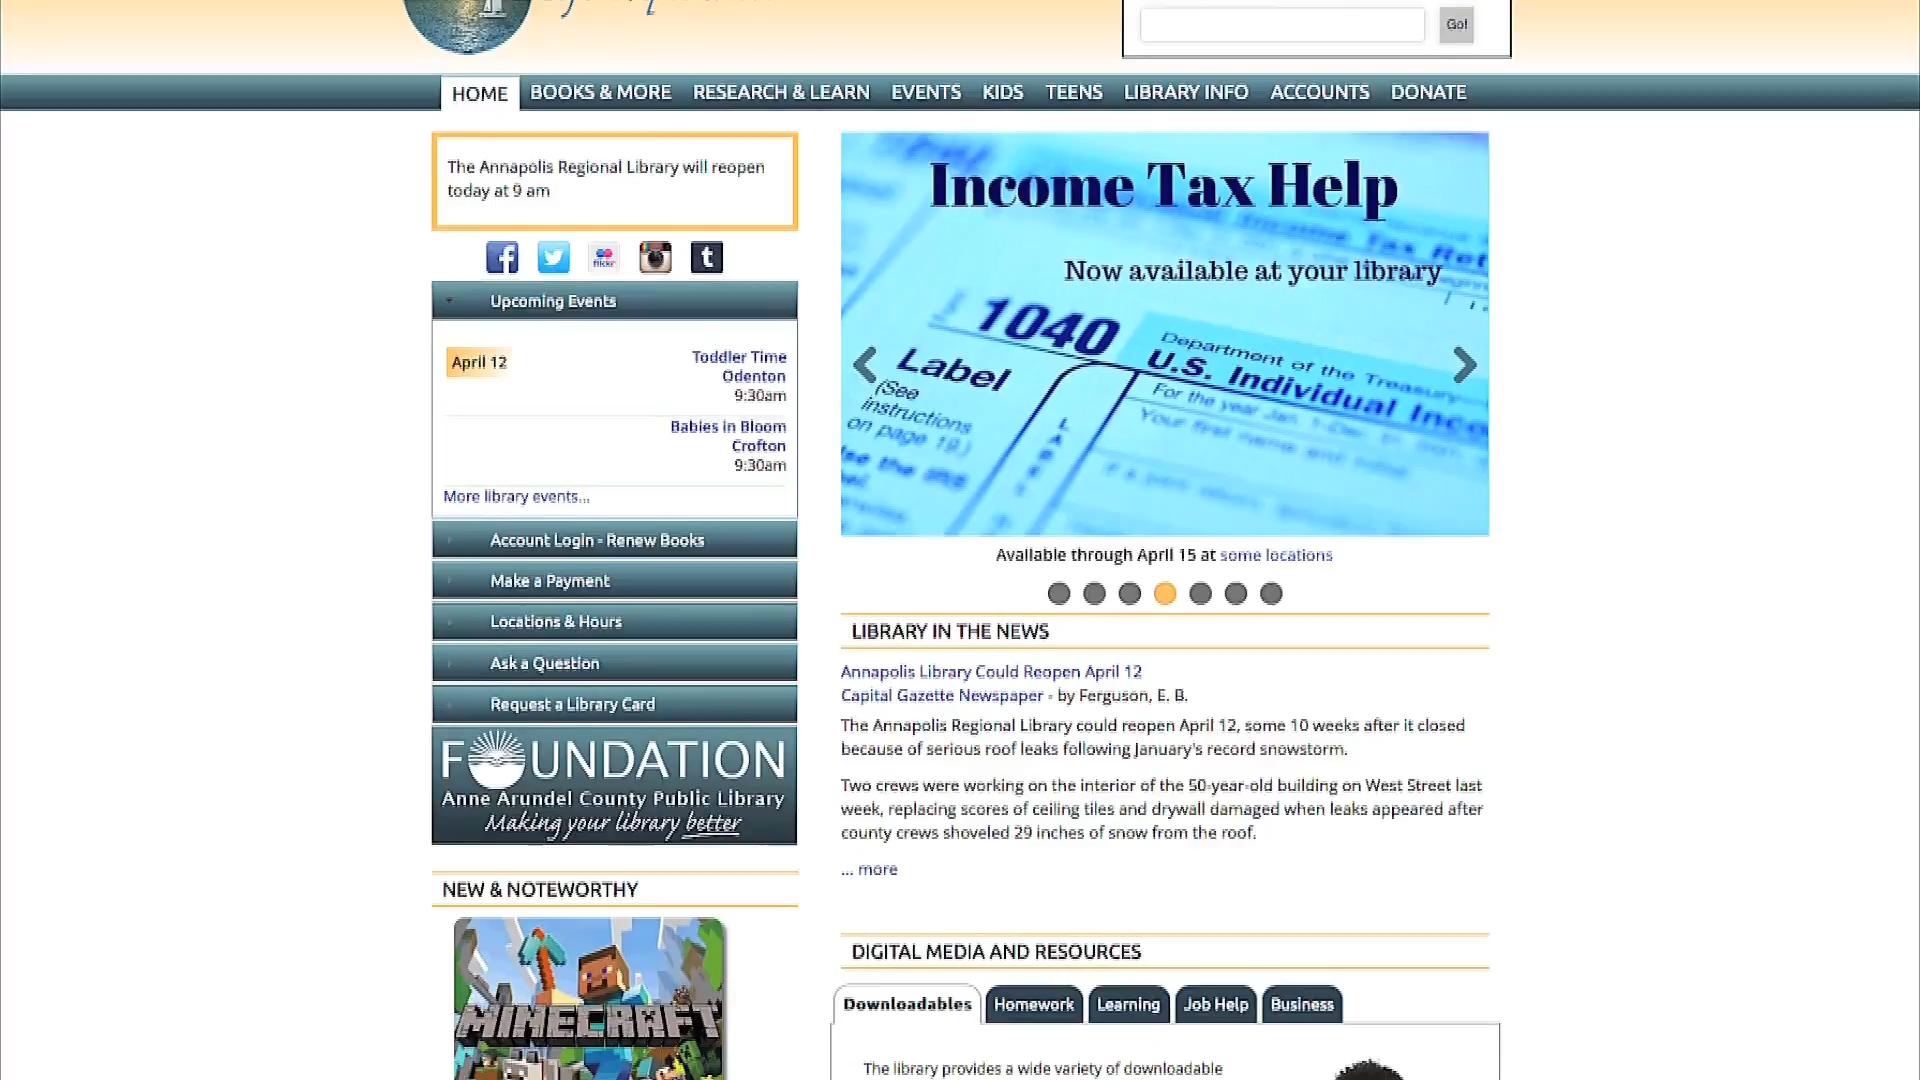 Go!
HOME BOOKS & MORE RESEARCH & LEARN EVENTS KIDS TEENS LIBRARY INFO ACCOUNTS DONATE
The Annapolis Regional Library will reopen
today at 9 am
flickr
Upcoming Events
April 12
Toddler Time
Odenton
9:30am
Babies in Bloom
Crofton
9:30am
More library events...
Account Login - Renew Books
Make a Payment
Locations & Hours
Ask a Question
Request a Library Card
FOUNDATION
Anne Arundel County Public Library
Making your library better
NEW & NOTEWORTHY
MINECRAFT
Income Tax Help
Now available at your library
1040
Department of the Treasury
U.S. Individual Inco
Label
(See
instructions
on page 19.)
For the year Jan. 1-Dec. 31
Your first name and initial
LABEL
Use the IRS
label.
Available through April 15 at some locations
LIBRARY IN THE NEWS
Annapolis Library Could Reopen April 12
Capital Gazette Newspaper - by Ferguson, E. B.
The Annapolis Regional Library could reopen April 12, some 10 weeks after it closed
because of serious roof leaks following January's record snowstorm.
Two crews were working on the interior of the 50-year-old building on West Street last
week, replacing scores of ceiling tiles and drywall damaged when leaks appeared after
county crews shoveled 29 inches of snow from the roof.
... more
DIGITAL MEDIA AND RESOURCES
Downloadables Homework Learning Job Help Business
The library provides a wide variety of downloadable